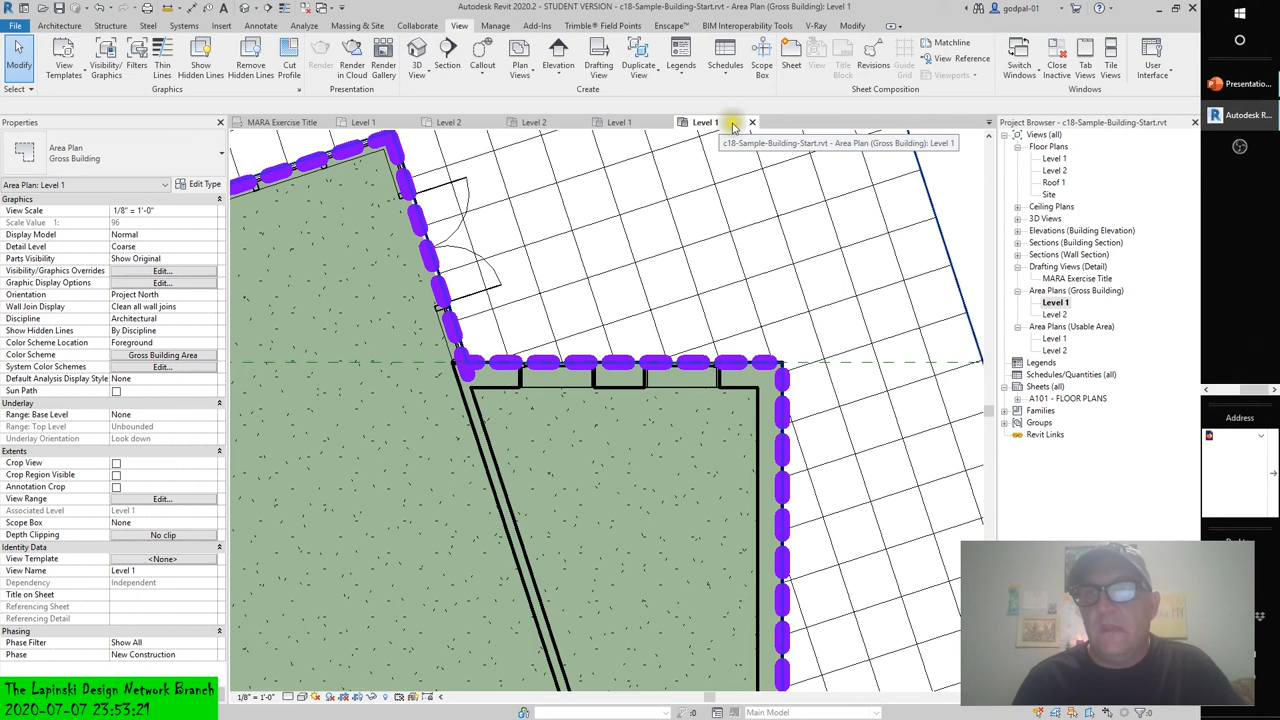 Autodesk Revit 2020.2 - STUDENT VERSION - c18-Sample-Building-Start.rvt - Area Plan (Gross Building): Level 1
godpal-01
File Architecture Structure Steel Systems Insert Annotate Analyze Massing & Site Collaborate View Manage Add-Ins Trimble® Field Points Enscape™ BIM Interoperability Tools V-Ray Modify
Modify
View Templates
Visibility/ Graphics
Filters
Thin Lines
Show Hidden Lines
Remove Hidden Lines
Cut Profile
Render
Render in Cloud
Render Gallery
3D View
Section
Callout
Plan Views
Elevation
Drafting View
Duplicate View
Legends
Schedules
Scope Box
Sheet
View
Title Block
Revisions
Guide Grid
Matchline
View Reference
Viewports
Switch Windows
Close Inactive
Tab Views
Tile Views
User Interface
Select
Graphics
Presentation
Create
Sheet Composition
Windows
Properties
MARA Exercise Title
Level 1
Level 2
Level 2
Level 1
Level 1
c18-Sample-Building-Start.rvt - Area Plan (Gross Building): Level 1
Area Plan
Gross Building
Area Plan: Level 1
Edit Type
Graphics
View Scale 1/8" = 1'-0"
Scale Value 1: 96
Display Model Normal
Detail Level Coarse
Parts Visibility Show Original
Visibility/Graphics Overrides Edit...
Graphic Display Options Edit...
Orientation Project North
Wall Join Display Clean all wall joins
Discipline Architectural
Show Hidden Lines By Discipline
Color Scheme Location Foreground
Color Scheme Gross Building Area
System Color Schemes Edit...
Default Analysis Display Style None
Sun Path
Underlay
Range: Base Level None
Range: Top Level Unbounded
Underlay Orientation Look down
Extents
Crop View
Crop Region Visible
Annotation Crop
View Range Edit...
Associated Level Level 1
Scope Box None
Depth Clipping No clip
Identity Data
View Template <None>
View Name Level 1
Dependency Independent
Title on Sheet
Referencing Sheet
Referencing Detail
Phasing
Phase Filter Show All
Phase New Construction
The Lapinski Design Network Branch
2020-07-07 23:53:21
1/8" = 1'-0"
:0
Main Model
:0
Project Browser - c18-Sample-Building-Start.rvt
Views (all)
Floor Plans
Level 1
Level 2
Roof 1
Site
Ceiling Plans
3D Views
Elevations (Building Elevation)
Sections (Building Section)
Sections (Wall Section)
Drafting Views (Detail)
MARA Exercise Title
Area Plans (Gross Building)
Level 1
Level 2
Area Plans (Usable Area)
Level 1
Level 2
Legends
Schedules/Quantities (all)
Sheets (all)
A101 - FLOOR PLANS
Families
Groups
Revit Links
Presentatio...
Autodesk R...
Address